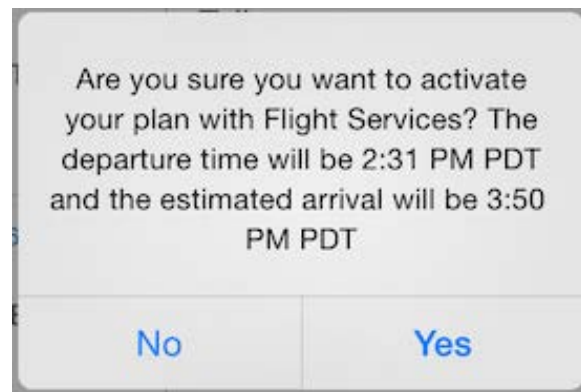 Are you sure you want to activate
your plan with Flight Services? The
departure time will be 2:31 PM PDT
and the estimated arrival will be 3:50
PM PDT
No
Yes